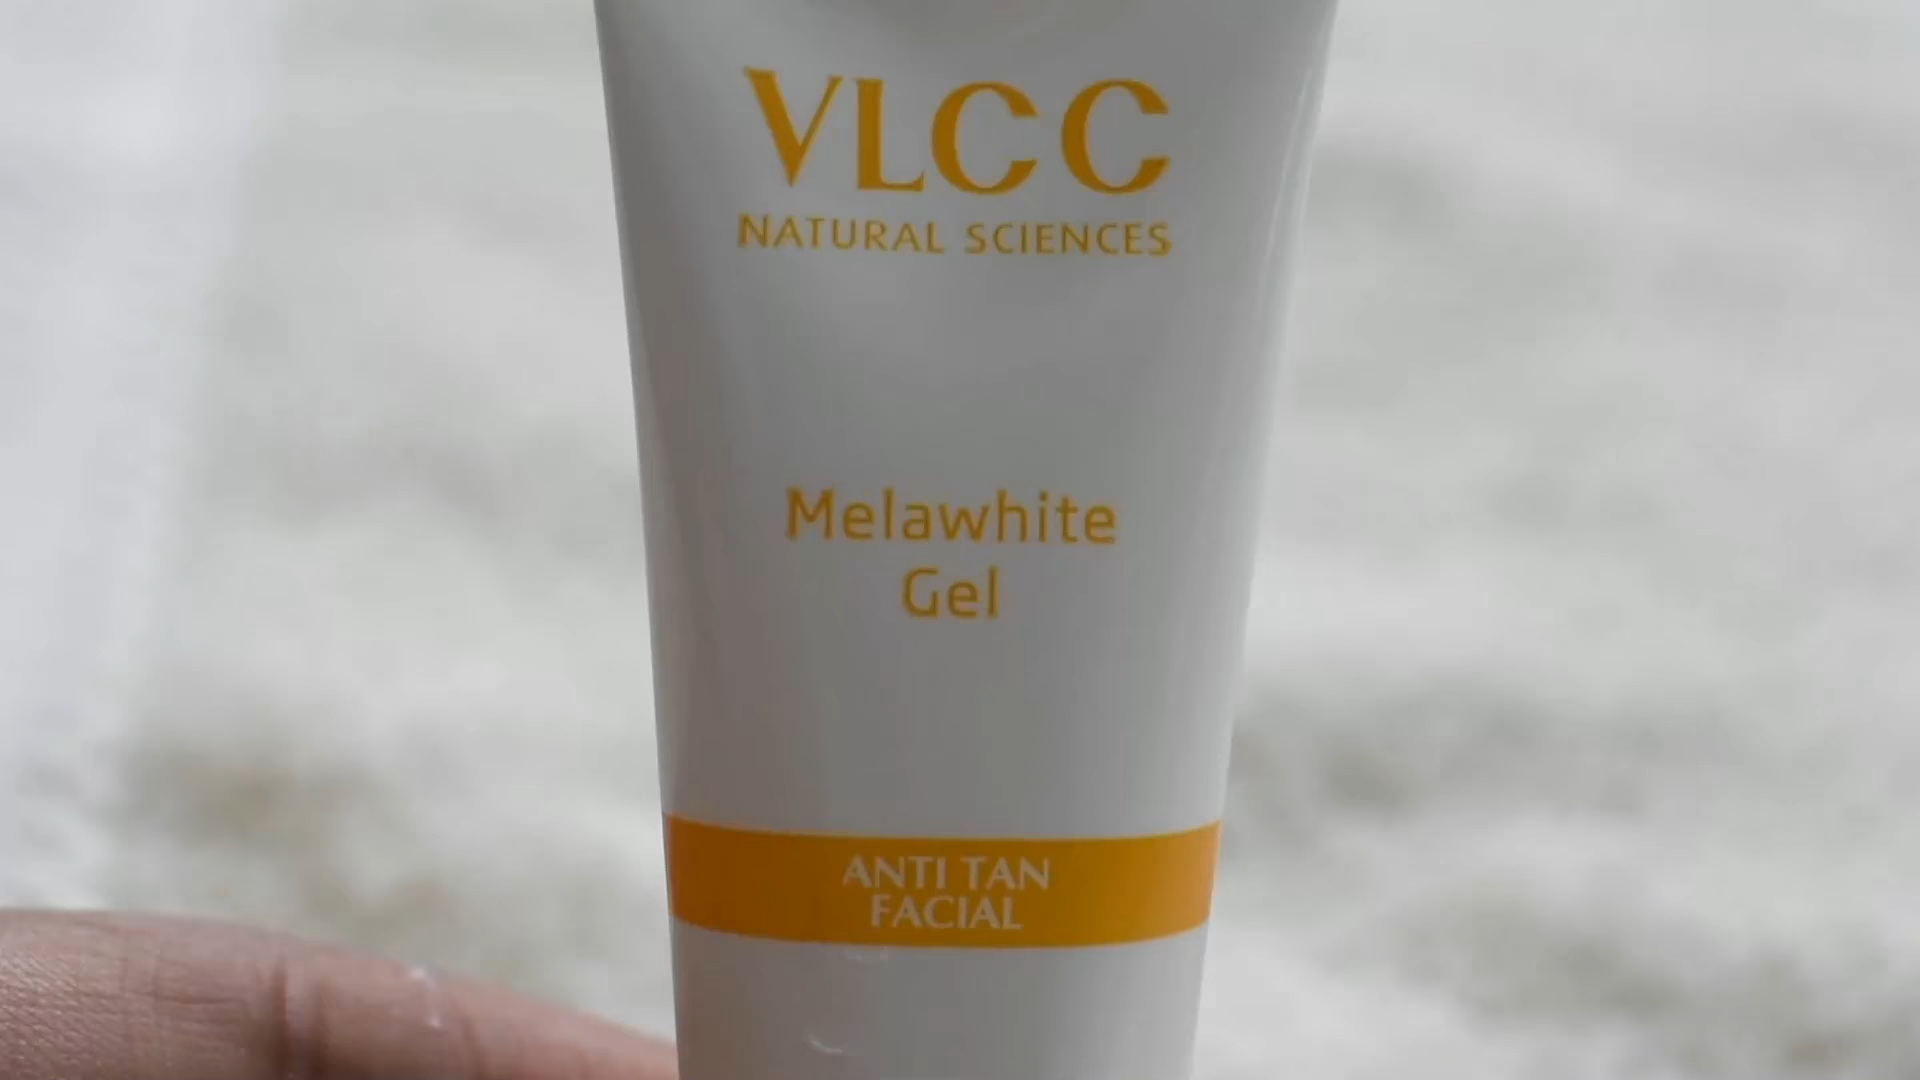 VLCC
NATURAL SCIENCES
Melawhite
Gel
ANTI TAN
FACIAL